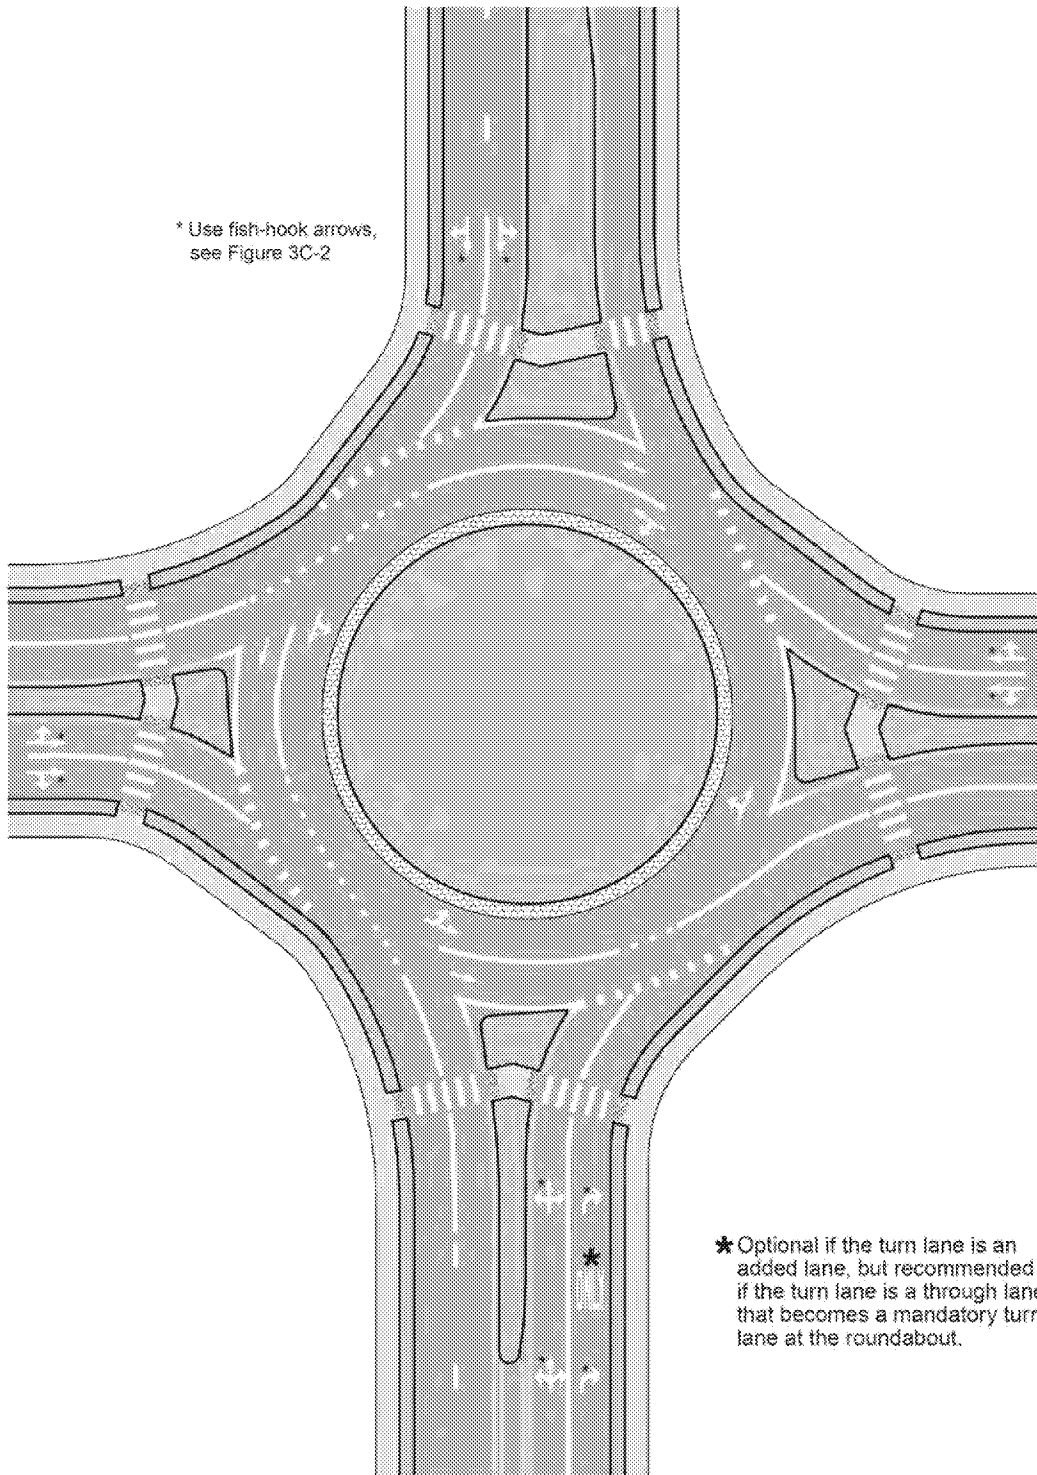 * Use fish-hook arrows,
see Figure 3C-2
* Optional if the turn lane is an
added lane, but recommended
if the turn lane is a through lane
that becomes a mandatory turn
lane at the roundabout.